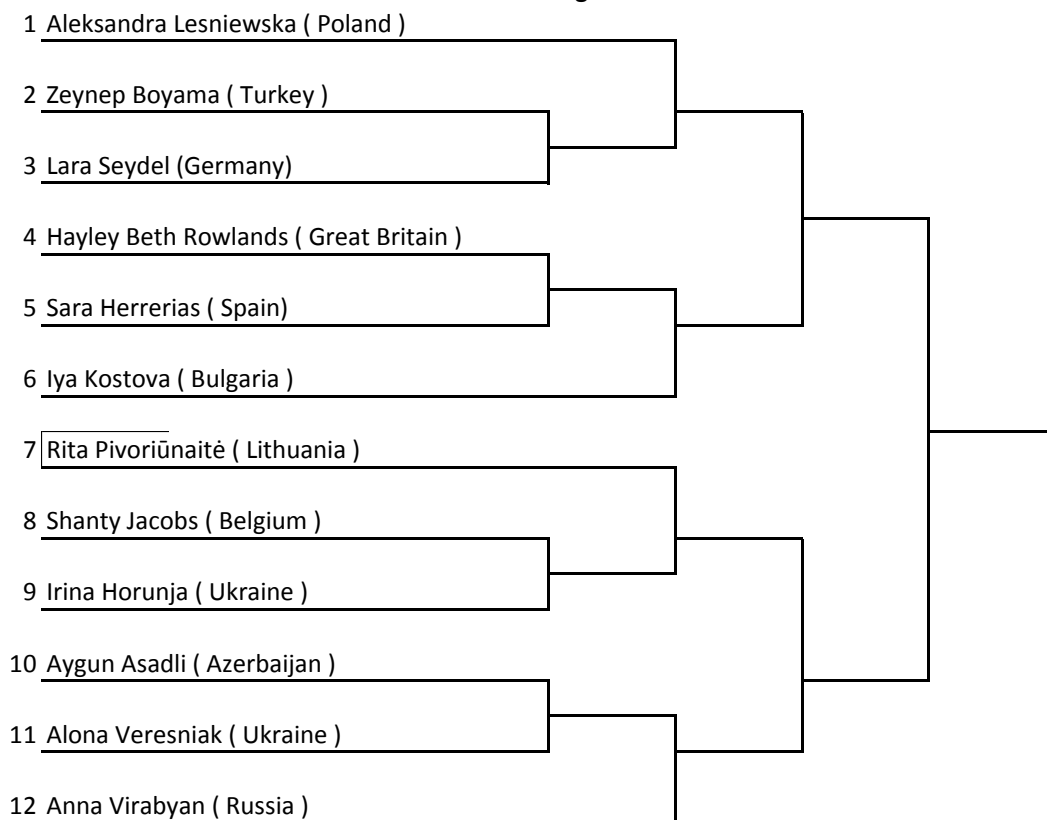 1 Aleksandra Lesniewska ( Poland )
2 Zeynep Boyama ( Turkey )
3 Lara Seydel (Germany)
4 Hayley Beth Rowlands ( Great Britain )
5 Sara Herrerias ( Spain)
6 Iya Kostova ( Bulgaria )
7 Rita Pivoriūnaitė ( Lithuania )
8 Shanty Jacobs ( Belgium )
9 Irina Horunja ( Ukraine )
10 Aygun Asadli ( Azerbaijan )
11 Alona Veresniak ( Ukraine )
12 Anna Virabyan ( Russia )